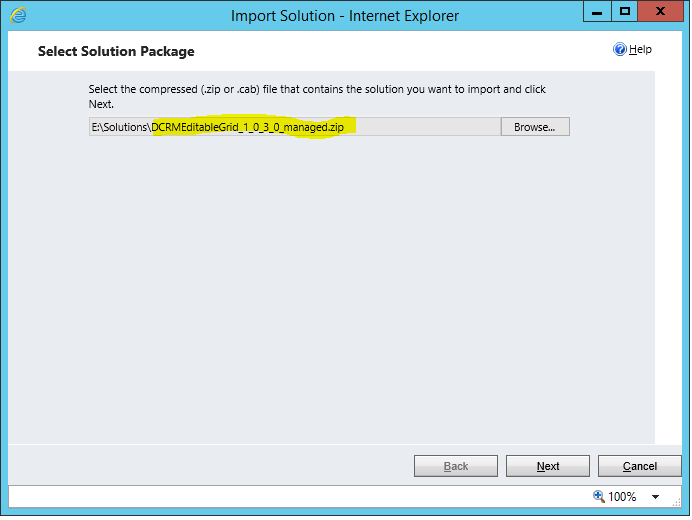 Import Solution - Internet Explorer
Select Solution Package
Help
Select the compressed (.zip or .cab) file that contains the solution you want to import and click
Next.
E:\Solutions\DCRMEditableGrid_1_0_3_0_managed.zip
Browse...
Back
Next
Cancel
100%